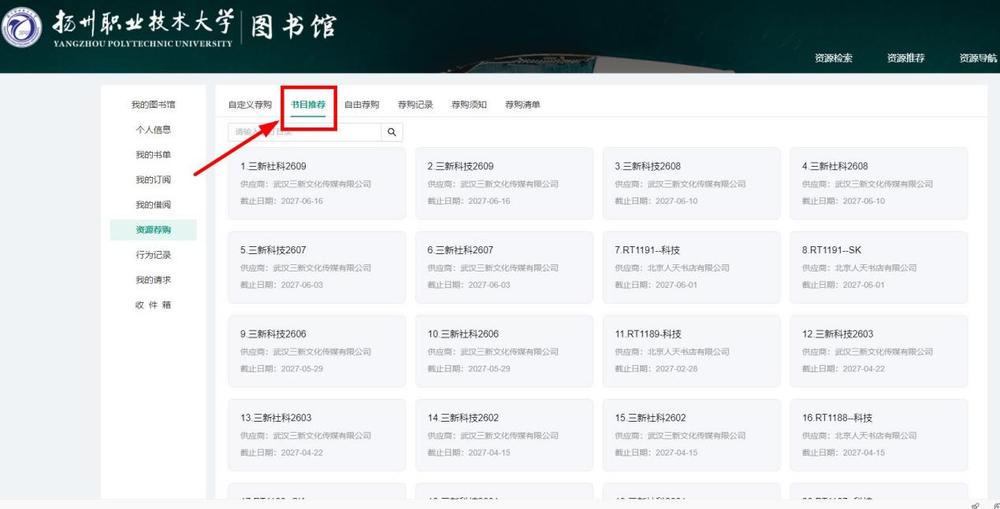 扬州职业技术大学 图书馆
YANGZHOU POLYTECHNIC UNIVERSITY
资源检索 资源推荐 资源导航
我的图书馆
个人信息
我的书单
我的订阅
我的借阅
资源荐购
行为记录
我的请求
收 件 箱
自定义荐购 书目推荐 自由荐购 荐购记录 荐购须知 荐购清单
1.三新社科2609
供应商：武汉三新文化传媒有限公司
截止日期：2027-06-16
2.三新科技2609
供应商：武汉三新文化传媒有限公司
截止日期：2027-06-16
3.三新科技2608
供应商：武汉三新文化传媒有限公司
截止日期：2027-06-10
4.三新社科2608
供应商：武汉三新文化传媒有限公司
截止日期：2027-06-10
5.三新科技2607
供应商：武汉三新文化传媒有限公司
截止日期：2027-06-03
6.三新社科2607
供应商：武汉三新文化传媒有限公司
截止日期：2027-06-03
7.RT1191--科技
供应商：北京人天书店有限公司
截止日期：2027-06-01
8.RT1191--SK
供应商：北京人天书店有限公司
截止日期：2027-06-01
9.三新科技2606
供应商：武汉三新文化传媒有限公司
截止日期：2027-05-29
10.三新社科2606
供应商：武汉三新文化传媒有限公司
截止日期：2027-05-29
11.RT1189-科技
供应商：北京人天书店有限公司
截止日期：2027-02-28
12.三新科技2603
供应商：武汉三新文化传媒有限公司
截止日期：2027-04-22
13.三新社科2603
供应商：武汉三新文化传媒有限公司
截止日期：2027-04-22
14.三新科技2602
供应商：武汉三新文化传媒有限公司
截止日期：2027-04-15
15.三新社科2602
供应商：武汉三新文化传媒有限公司
截止日期：2027-04-15
16.RT1188--科技
供应商：北京人天书店有限公司
截止日期：2027-04-15